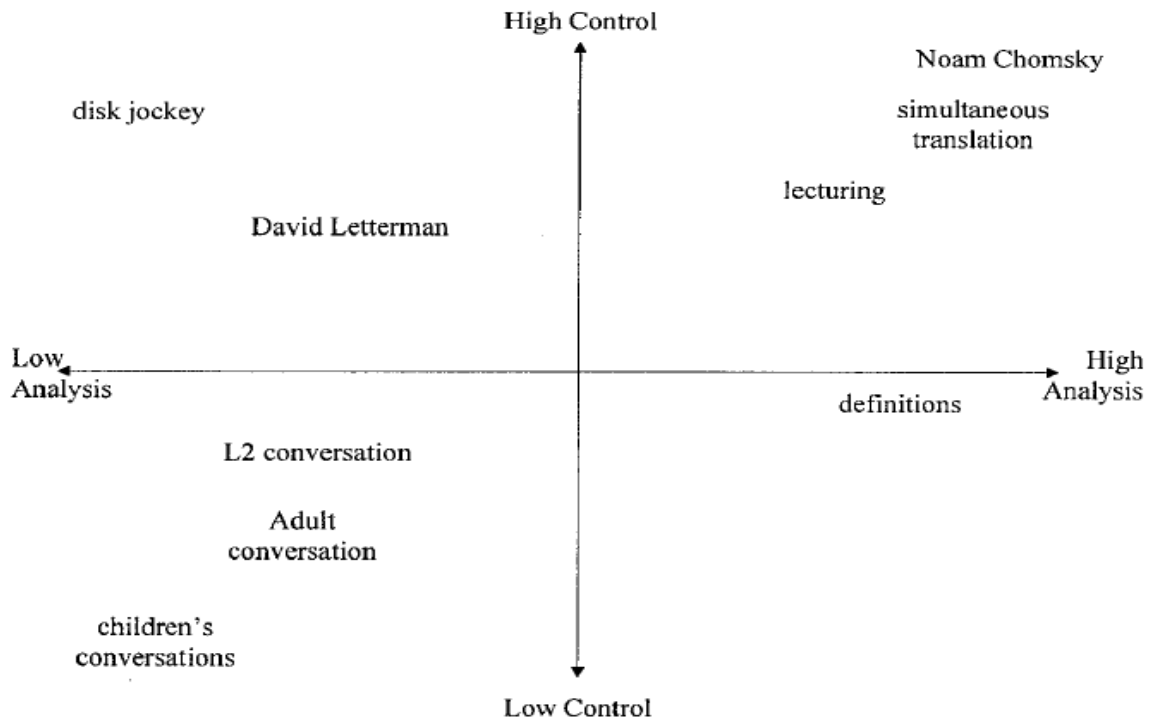 High Control
Noam Chomsky
disk jockey
simultaneous
translation
lecturing
David Letterman
Low
Analysis
High
Analysis
definitions
L2 conversation
Adult
conversation
children's
conversations
Low Control